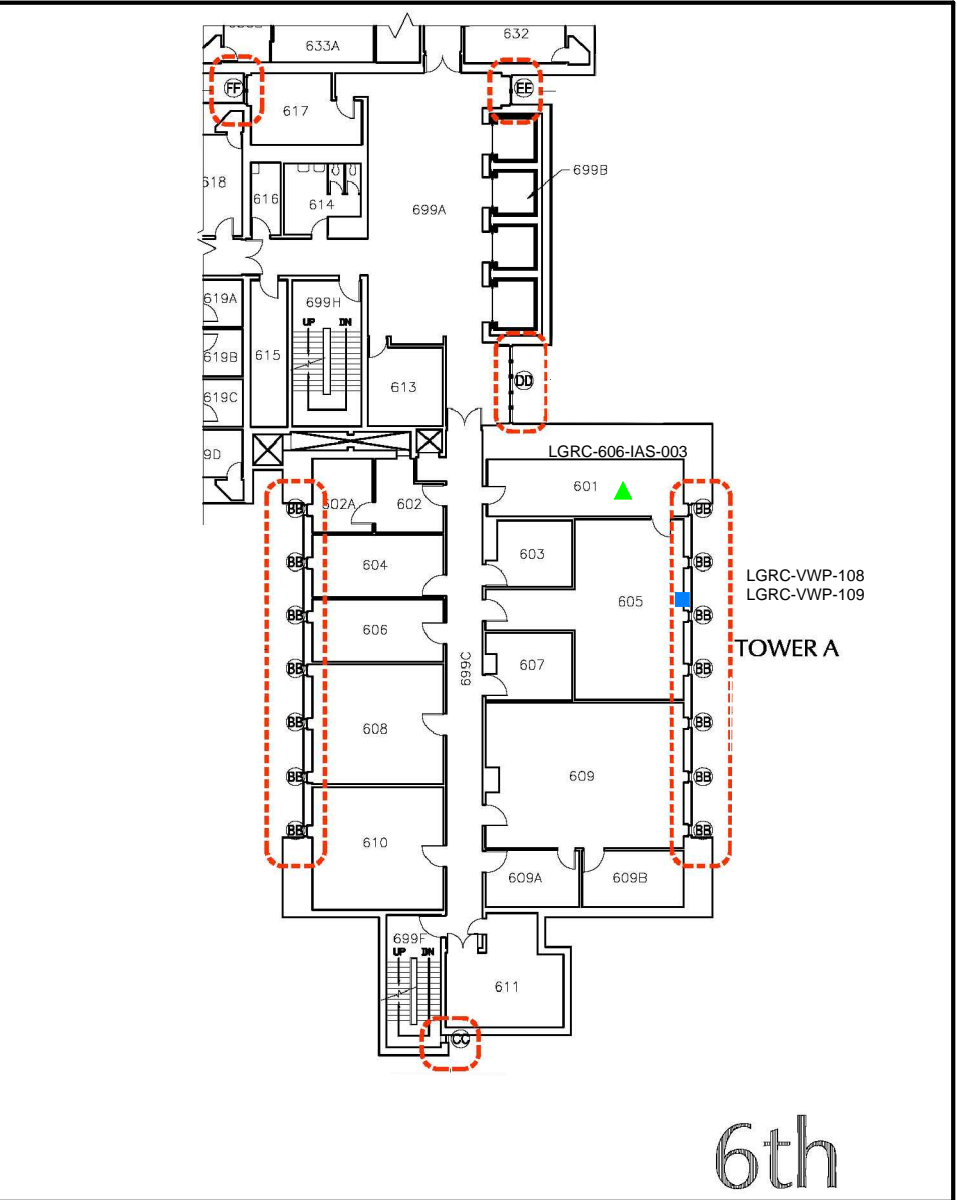 633A
632
FF
EE
617
699B
618
616
614
699A
619A
699H
UP DN
619B
615
613
DD
619C
9D
LGRC-606-IAS-003
601
602A
602
BB
BB
603
604
BB
BB
LGRC-VWP-108
LGRC-VWP-109
605
BB
BB
606
TOWER A
607
699C
BB
BB
608
BB
BB
609
BB
BB
610
BB
BB
609A
609B
699F
UP DN
611
CC
6th